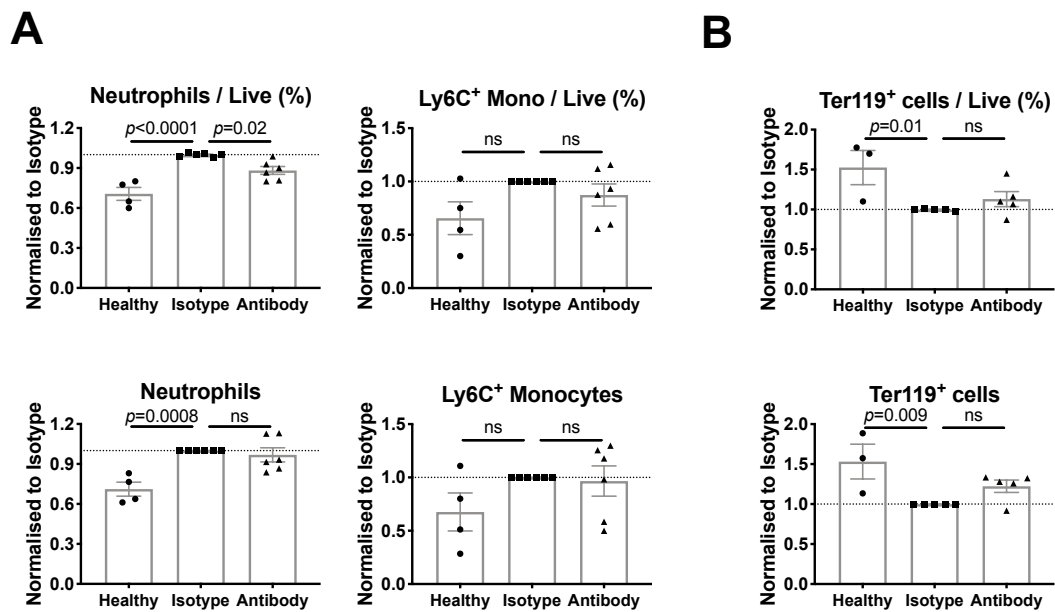 A
B
Neutrophils / Live (%)
p<0.0001 p=0.02
Normalised to Isotype
1.2
0.9
0.6
0.3
0.0
Healthy Isotype Antibody
Ly6C+ Mono / Live (%)
ns ns
Normalised to Isotype
1.5
1.0
0.5
0.0
Healthy Isotype Antibody
Ter119+ cells / Live (%)
p=0.01 ns
Normalised to Isotype
2.0
1.5
1.0
0.5
0.0
Healthy Isotype Antibody
Neutrophils
p=0.0008 ns
Normalised to Isotype
1.2
0.9
0.6
0.3
0.0
Healthy Isotype Antibody
Ly6C+ Monocytes
ns ns
Normalised to Isotype
1.5
1.0
0.5
0.0
Healthy Isotype Antibody
Ter119+ cells
p=0.009 ns
Normalised to Isotype
2.0
1.5
1.0
0.5
0.0
Healthy Isotype Antibody